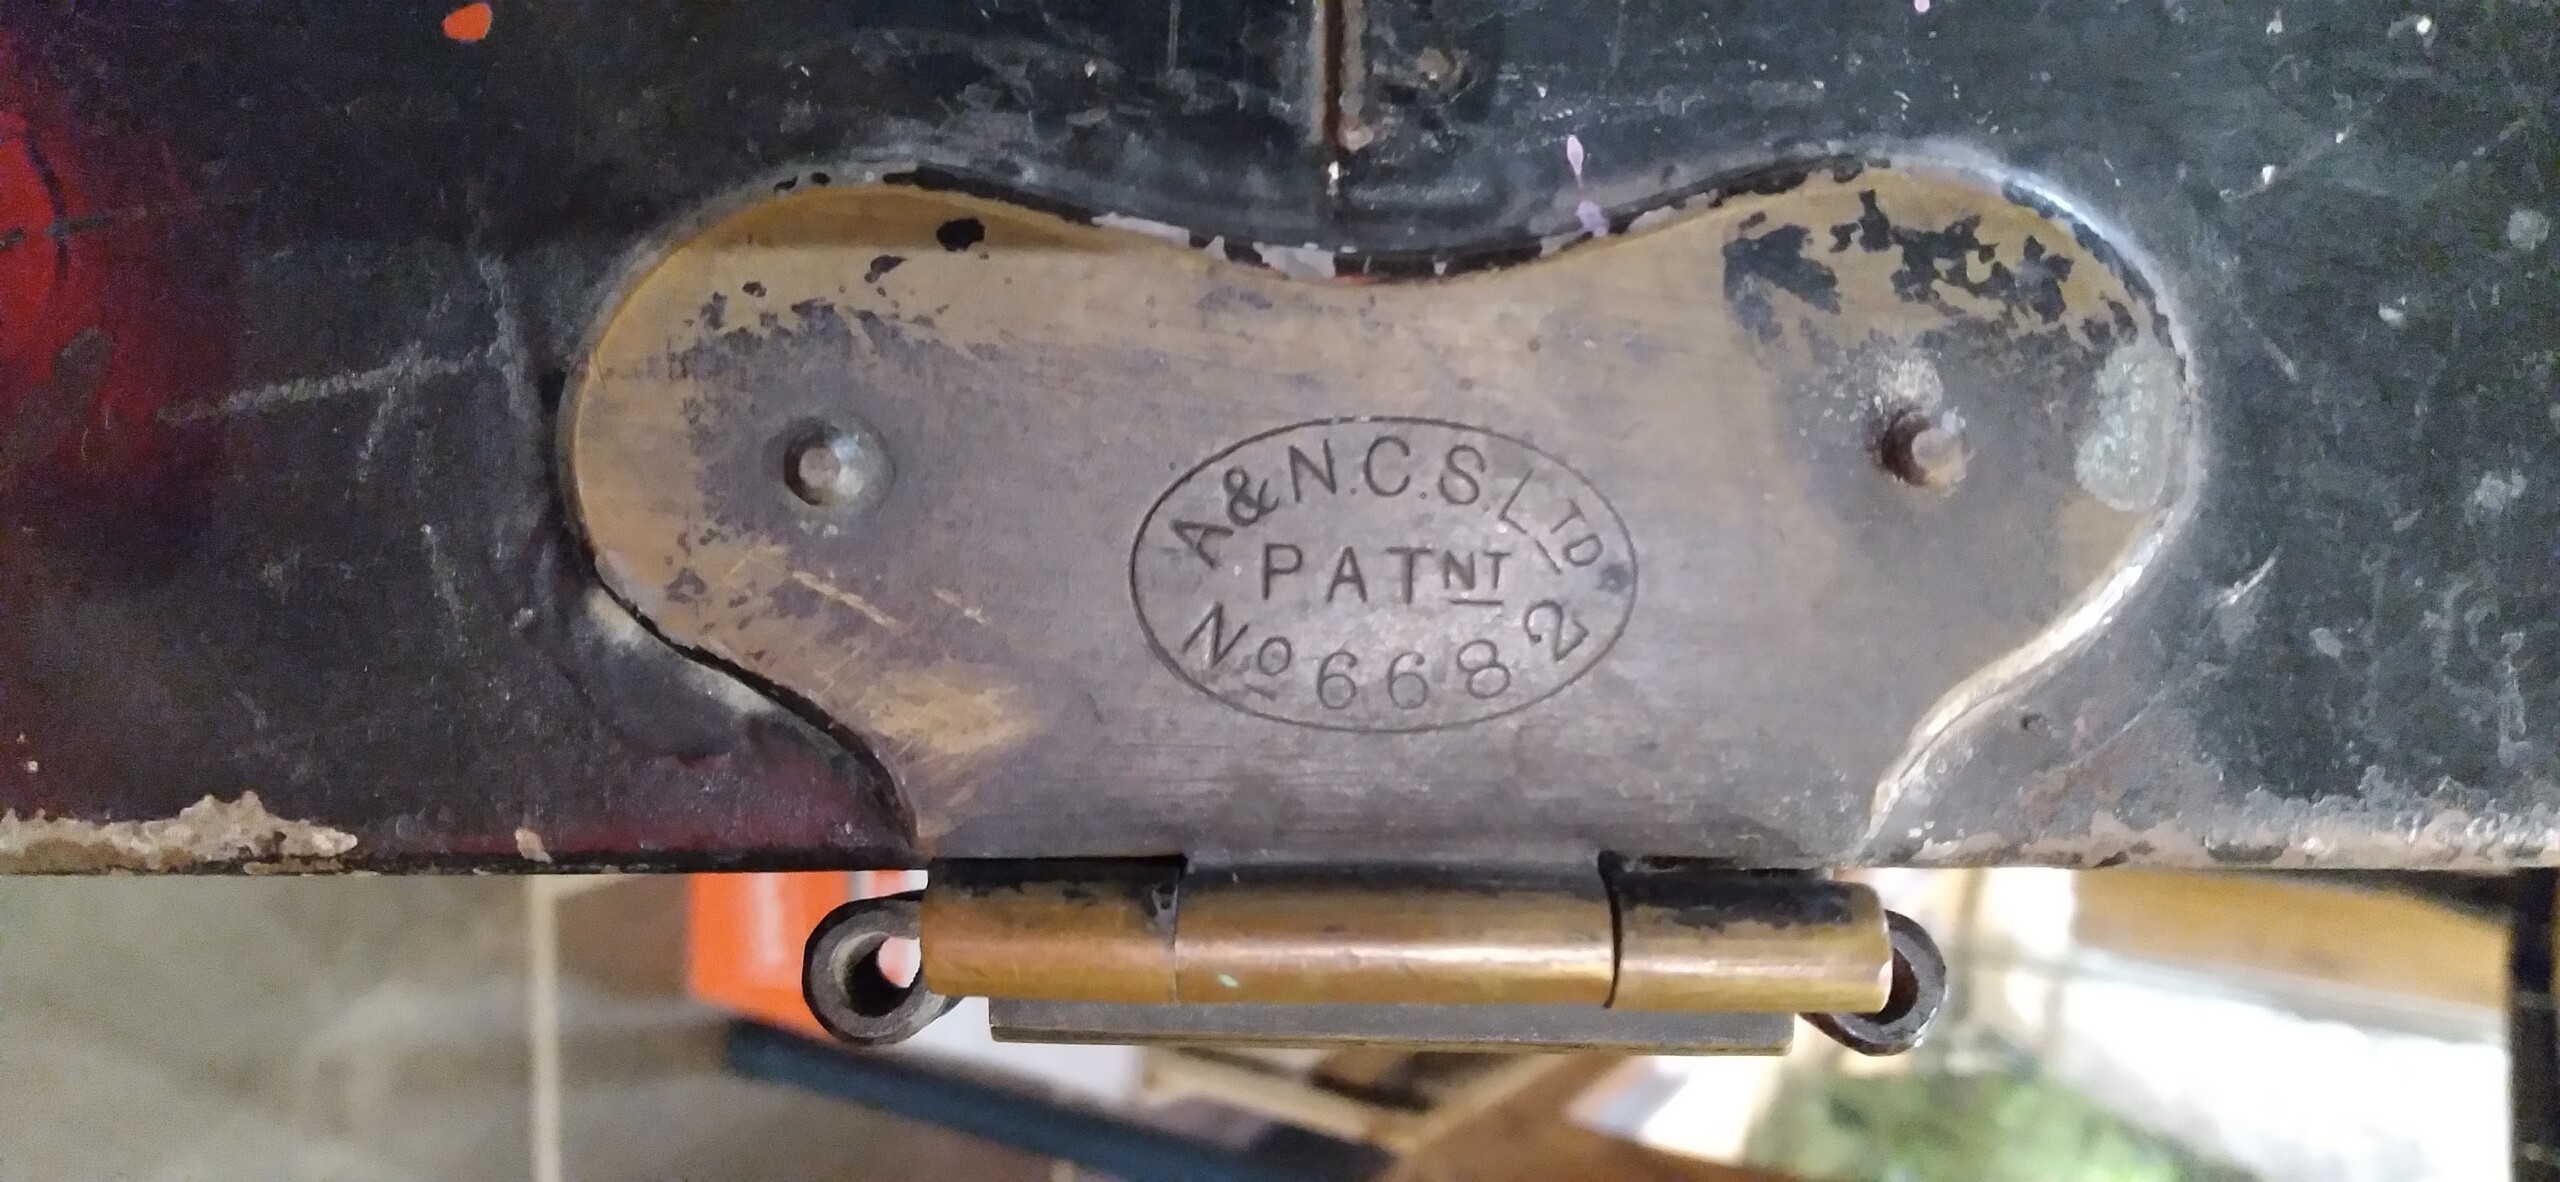 A & N.C.S. LTD
PATNT
No 6682